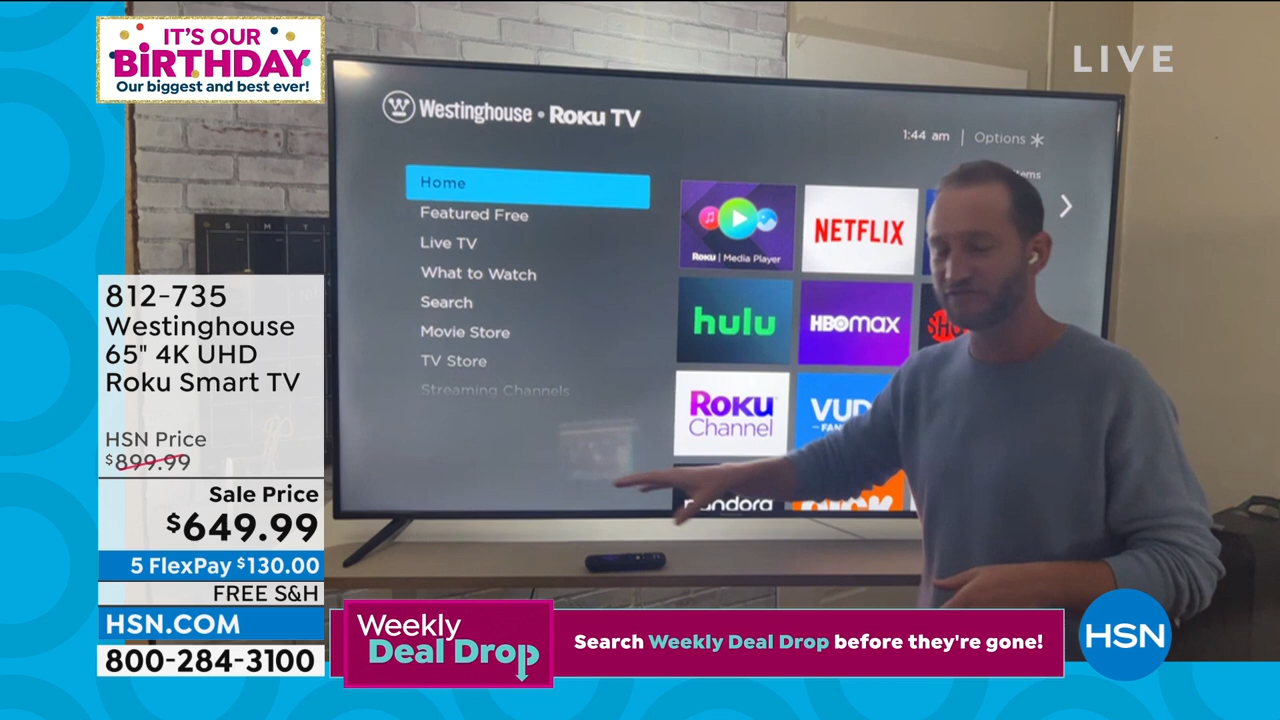 IT'S OUR
BIRTHDAY
Our biggest and best ever!
LIVE
Westinghouse • Roku TV
1:44 am | Options
Home
Featured Free
Live TV
What to Watch
Search
Movie Store
TV Store
Streaming Channels
S M T
Roku | Media Player
NETFLIX
hulu
HBOmax
Roku
Channel
812-735
Westinghouse
65" 4K UHD
Roku Smart TV
HSN Price
$899.99
Sale Price
$649.99
5 FlexPay $130.00
FREE S&H
HSN.COM
800-284-3100
Weekly
Deal Drop
Search Weekly Deal Drop before they're gone!
HSN